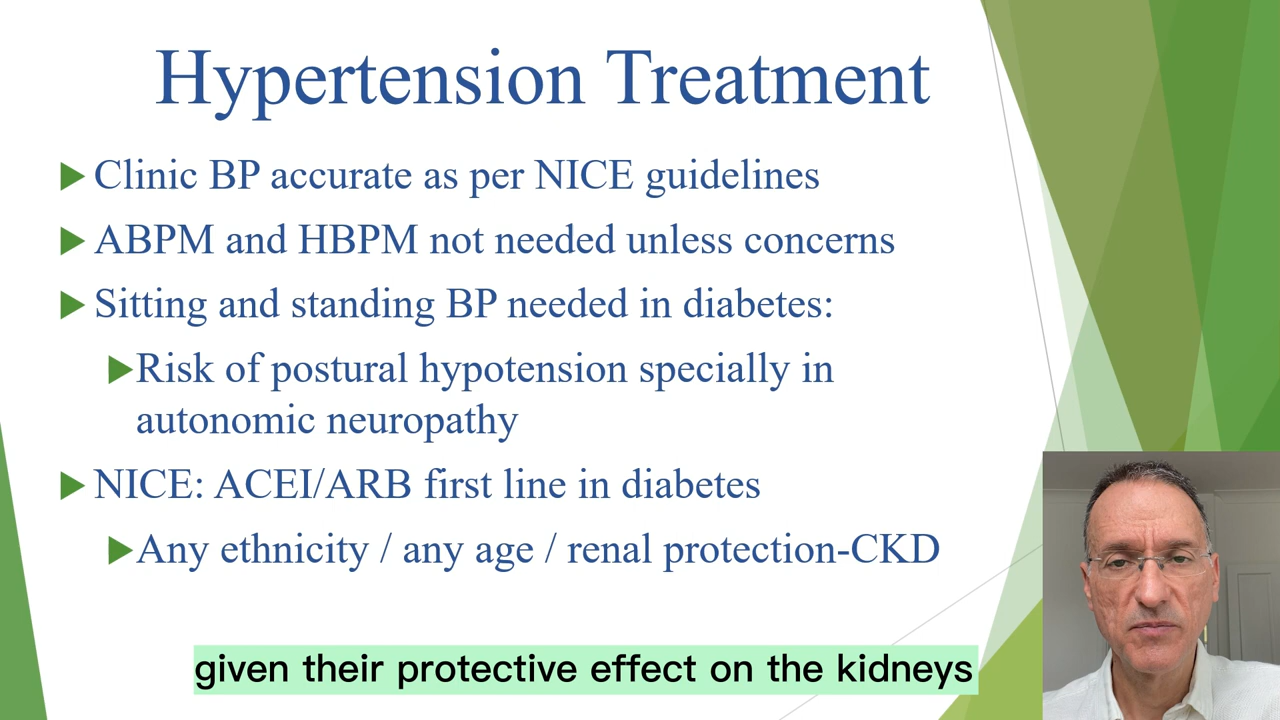 Hypertension Treatment
Clinic BP accurate as per NICE guidelines
ABPM and HBPM not needed unless concerns
Sitting and standing BP needed in diabetes:
Risk of postural hypotension specially in
autonomic neuropathy
NICE: ACEI/ARB first line in diabetes
Any ethnicity / any age / renal protection-CKD
given their protective effect on the kidneys